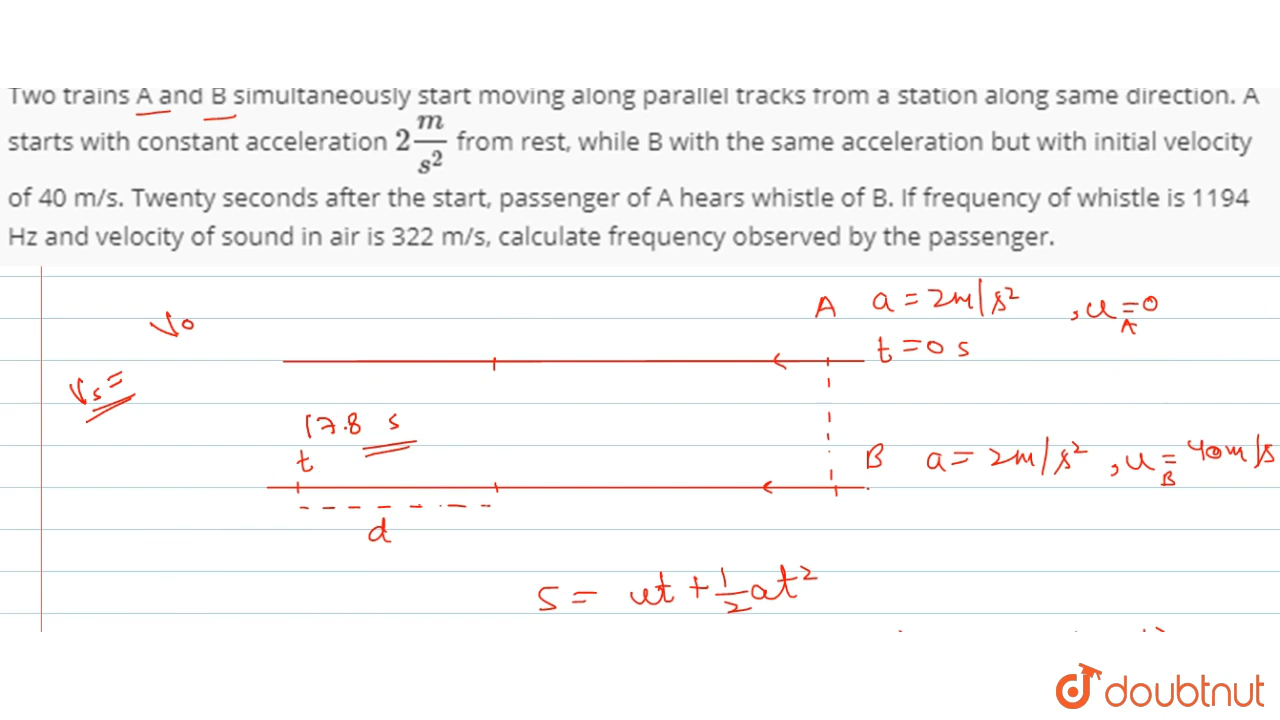 Two trains A and B simultaneously start moving along parallel tracks from a station along same direction. A
starts with constant acceleration 2 m/s² from rest, while B with the same acceleration but with initial velocity
of 40 m/s. Twenty seconds after the start, passenger of A hears whistle of B. If frequency of whistle is 1194
Hz and velocity of sound in air is 322 m/s, calculate frequency observed by the passenger.
A a = 2m/s² , u_A = 0
V₀
t = 0 s
Vs =
17.8 s
t
B a = 2m/s² , u_B = 40m/s
d
S = ut + 1/2 at²
doubtnut